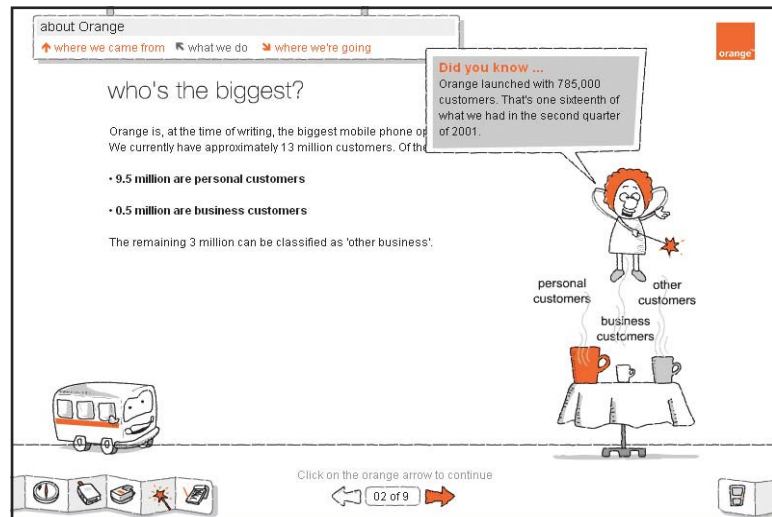 about Orange
where we came from what we do where we're going
orange™
Did you know ...
Orange launched with 785,000
customers. That's one sixteenth of
what we had in the second quarter
of 2001.
who's the biggest?
Orange is, at the time of writing, the biggest mobile phone
We currently have approximately 13 million customers. Of
• 9.5 million are personal customers
• 0.5 million are business customers
The remaining 3 million can be classified as 'other business'.
personal
customers
other
customers
business
customers
Click on the orange arrow to continue
02 of 9